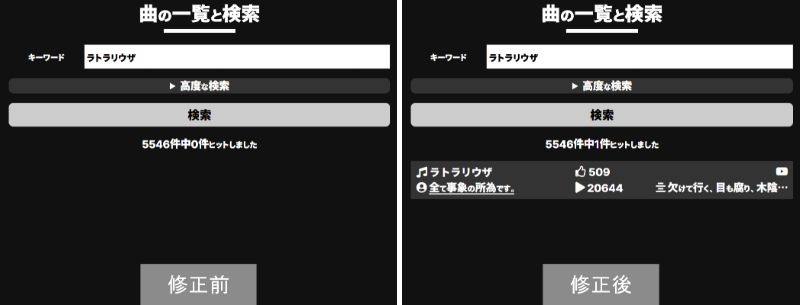 曲の一覧と検索
キーワード
ラトラリウザ
▶ 高度な検索
検索
5546件中0件ヒットしました
修正前
曲の一覧と検索
キーワード
ラトラリウザ
▶ 高度な検索
検索
5546件中1件ヒットしました
ラトラリウザ
509
全て事象の所為です。
20644
欠けて行く、目も腐り、木陰…
修正後